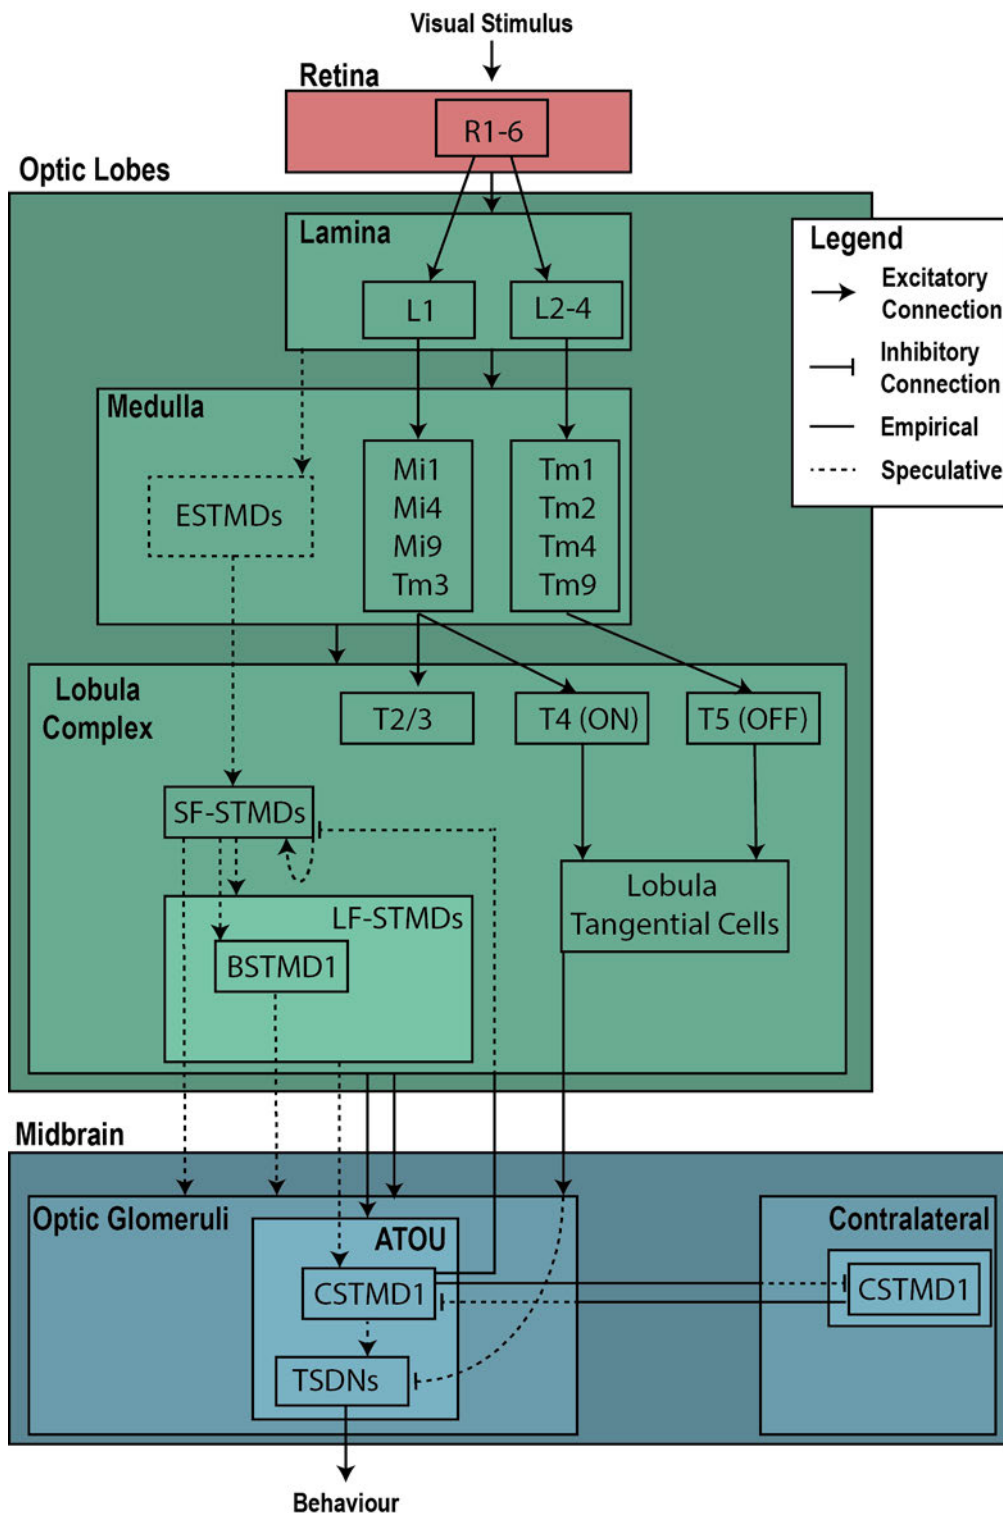 Visual Stimulus
Retina
R1-6
Optic Lobes
Lamina
L1
L2-4
Legend
Excitatory
Connection
Inhibitory
Connection
Empirical
Speculative
Medulla
ESTMDs
Mi1
Mi4
Mi9
Tm3
Tm1
Tm2
Tm4
Tm9
Lobula
Complex
T2/3
T4 (ON)
T5 (OFF)
SF-STMDs
LF-STMDs
BSTMD1
Lobula
Tangential Cells
Midbrain
Optic Glomeruli
ATOU
CSTMD1
TSDNs
Contralateral
CSTMD1
Behaviour